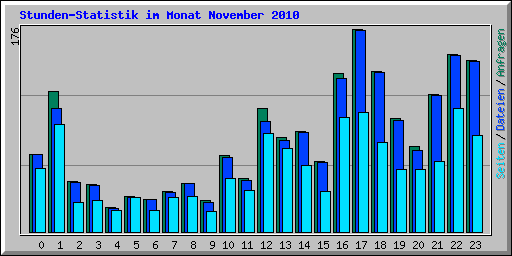 Stunden-Statistik im Monat November 2010
176
Seiten/Dateien/Anfragen
0 1 2 3 4 5 6 7 8 9 10 11 12 13 14 15 16 17 18 19 20 21 22 23